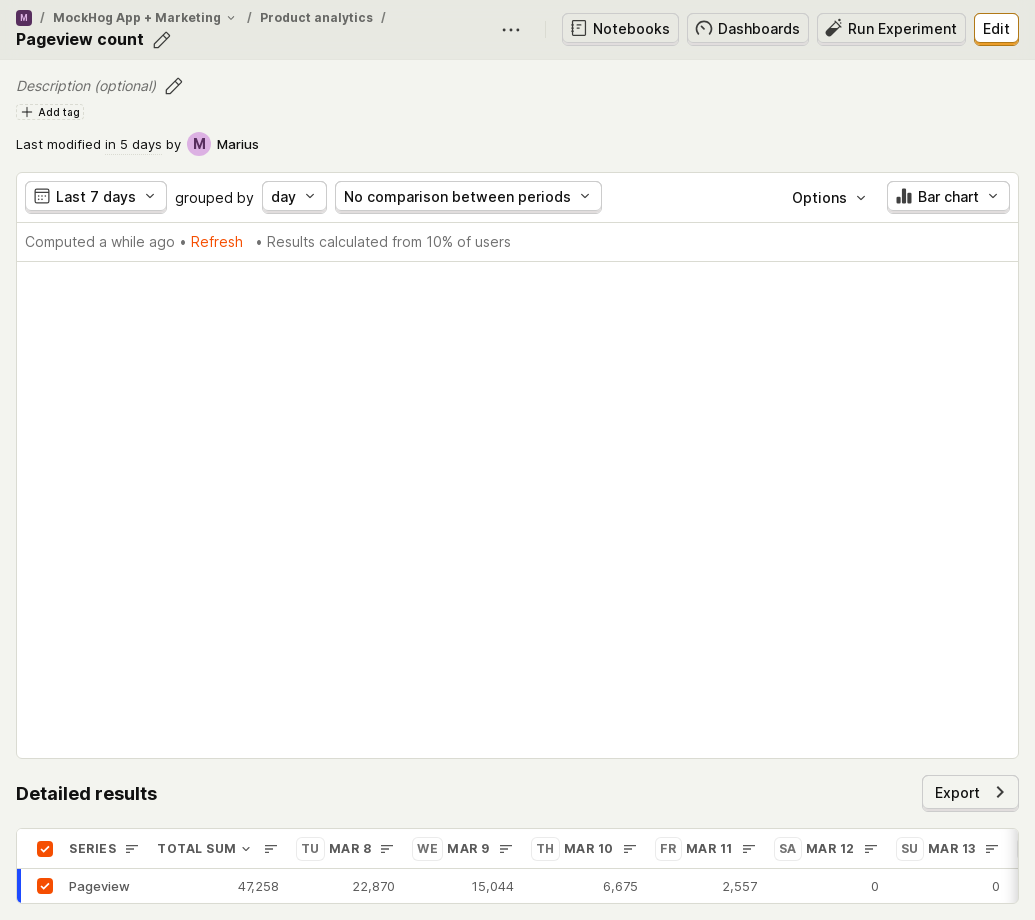 M / MockHog App + Marketing / Product analytics /
Pageview count
Notebooks
Dashboards
Run Experiment
Edit
Description (optional)
Add tag
Last modified in 5 days by M Marius
Last 7 days grouped by day No comparison between periods Options Bar chart
Computed a while ago • Refresh • Results calculated from 10% of users
Detailed results
Export
SERIES TOTAL SUM TU MAR 8 WE MAR 9 TH MAR 10 FR MAR 11 SA MAR 12 SU MAR 13
Pageview 47,258 22,870 15,044 6,675 2,557 0 0